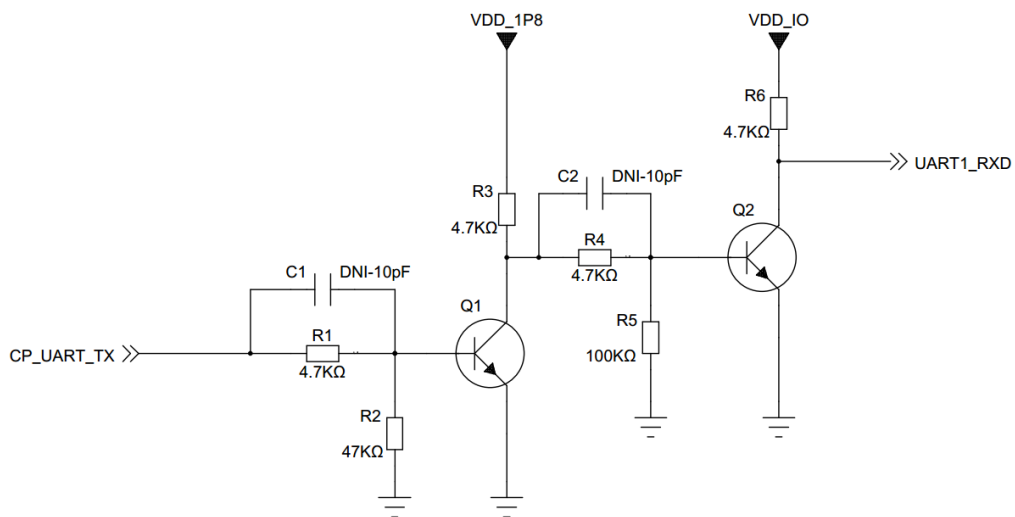 VDD_1P8
VDD_IO
R6
4.7KΩ
UART1_RXD
C2
DNI-10pF
R3
4.7KΩ
Q2
R4
4.7KΩ
C1
DNI-10pF
Q1
R5
100KΩ
R1
CP_UART_TX
4.7KΩ
R2
47KΩ